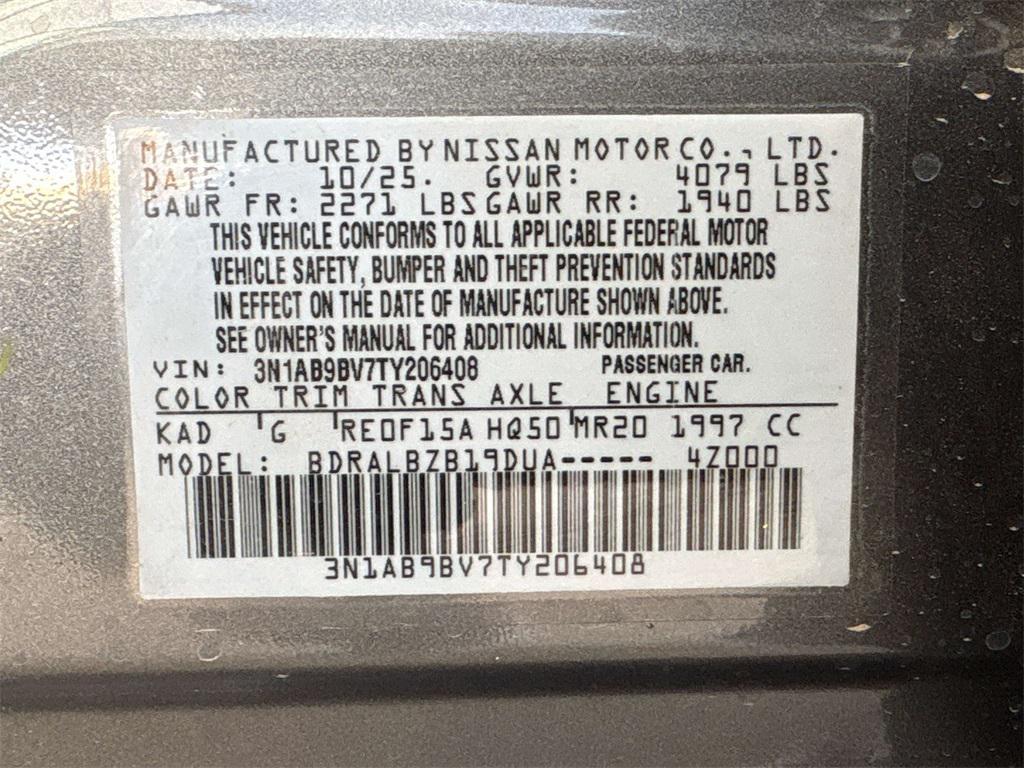 MANUFACTURED BY NISSAN MOTOR CO., LTD.
DATE: 10/25. GVWR: 4079 LBS
GAWR FR: 2271 LBS GAWR RR: 1940 LBS
THIS VEHICLE CONFORMS TO ALL APPLICABLE FEDERAL MOTOR
VEHICLE SAFETY, BUMPER AND THEFT PREVENTION STANDARDS
IN EFFECT ON THE DATE OF MANUFACTURE SHOWN ABOVE.
SEE OWNER'S MANUAL FOR ADDITIONAL INFORMATION.
VIN: 3N1AB9BV7TY206408 PASSENGER CAR.
COLOR TRIM TRANS AXLE ENGINE
KAD G RE0F15A HQ50 MR20 1997 CC
MODEL: BDRALBZB19DUA----- 4Z000
3N1AB9BV7TY206408